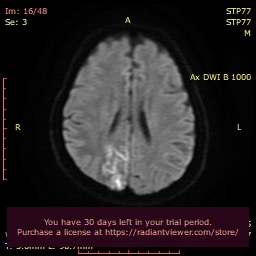 Im: 16/48
STP77
Se: 3
STP77
A
M
Ax DWI B 1000
R
L
You have 30 days left in your trial period.
Purchase a license at https://radiantviewer.com/store/